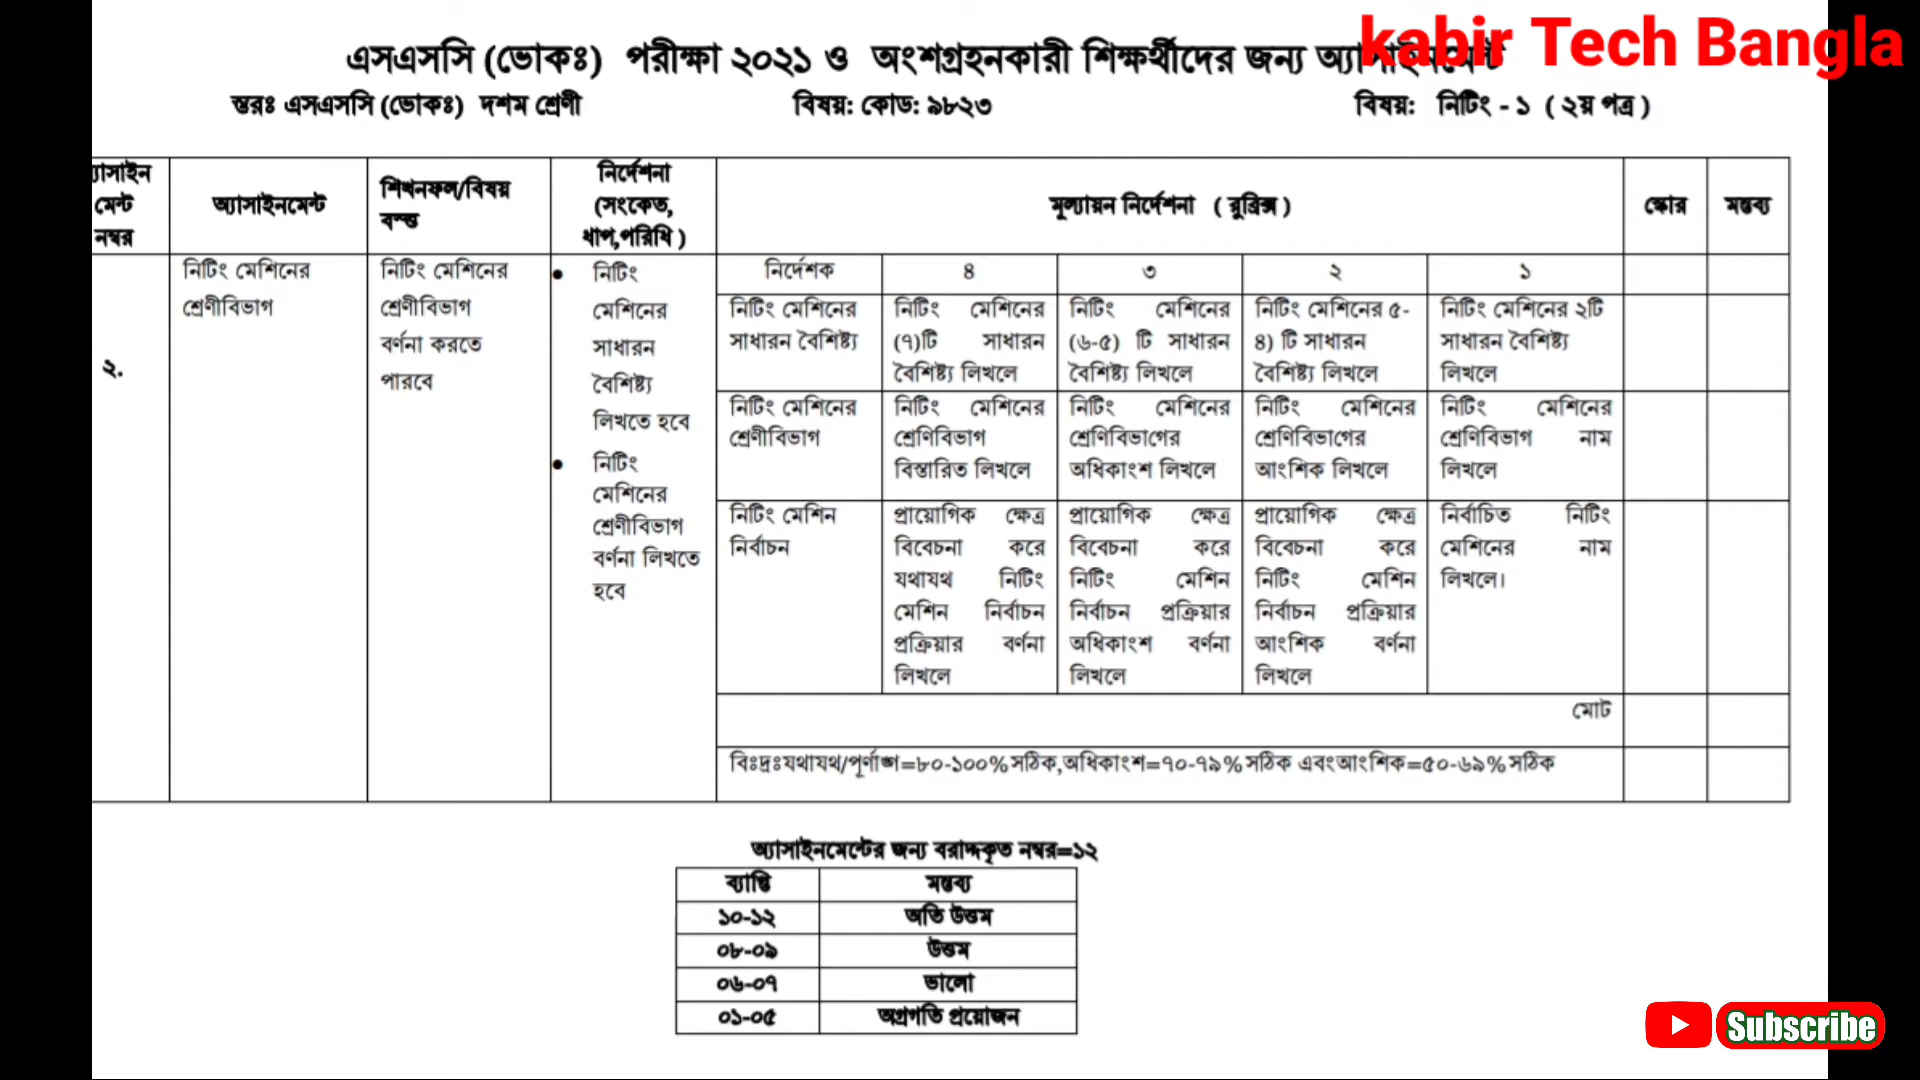 kabir Tech Bangla
এসএসসি (ভোকঃ) পরীক্ষা ২০২১ ও অংশগ্রহনকারী শিক্ষর্থীদের জন্য অ্যাসাইনমেন্ট
স্তরঃ এসএসসি (ভোকঃ) দশম শ্রেণী বিষয়: কোড: ৯৮২৩ বিষয়: নিটিং - ১ ( ২য় পত্র )
্যাসাইন
মেন্ট
নম্বর
অ্যাসাইনমেন্ট
শিখনফল/বিষয়
বস্তু
নির্দেশনা
(সংকেত,
ধাপ,পরিধি )
মূল্যায়ন নির্দেশনা ( রুব্রিক্স )
স্কোর
মন্তব্য
২.
নিটিং মেশিনের
শ্রেণীবিভাগ
নিটিং মেশিনের
শ্রেণীবিভাগ
বর্ণনা করতে
পারবে
• নিটিং
মেশিনের
সাধারন
বৈশিষ্ট্য
লিখতে হবে
• নিটিং
মেশিনের
শ্রেণীবিভাগ
বর্ণনা লিখতে
হবে
নির্দেশক ৪ ৩ ২ ১
নিটিং মেশিনের
সাধারন বৈশিষ্ট্য
নিটিং মেশিনের
(৭)টি সাধারন
বৈশিষ্ট্য লিখলে
নিটিং মেশিনের
(৬-৫) টি সাধারন
বৈশিষ্ট্য লিখলে
নিটিং মেশিনের ৫-
৪) টি সাধারন
বৈশিষ্ট্য লিখলে
নিটিং মেশিনের ২টি
সাধারন বৈশিষ্ট্য
লিখলে
নিটিং মেশিনের
শ্রেণীবিভাগ
নিটিং মেশিনের
শ্রেণিবিভাগ
বিস্তারিত লিখলে
নিটিং মেশিনের
শ্রেণিবিভাগের
অধিকাংশ লিখলে
নিটিং মেশিনের
শ্রেণিবিভাগের
আংশিক লিখলে
নিটিং মেশিনের
শ্রেণিবিভাগ নাম
লিখলে
নিটিং মেশিন
নির্বাচন
প্রায়োগিক ক্ষেত্র
বিবেচনা করে
যথাযথ নিটিং
মেশিন নির্বাচন
প্রক্রিয়ার বর্ণনা
লিখলে
প্রায়োগিক ক্ষেত্র
বিবেচনা করে
নিটিং মেশিন
নির্বাচন প্রক্রিয়ার
অধিকাংশ বর্ণনা
লিখলে
প্রায়োগিক ক্ষেত্র
বিবেচনা করে
নিটিং মেশিন
নির্বাচন প্রক্রিয়ার
আংশিক বর্ণনা
লিখলে
নির্বাচিত নিটিং
মেশিনের নাম
লিখলে।
মোট
বিঃদ্রঃযথাযথ/পূর্ণাঙ্গ=৮০-১০০%সঠিক,অধিকাংশ=৭০-৭৯%সঠিক এবংআংশিক=৫০-৬৯%সঠিক
অ্যাসাইনমেন্টের জন্য বরাদ্দকৃত নম্বর=১২
ব্যাপ্তি মন্তব্য
১০-১২ অতি উত্তম
০৮-০৯ উত্তম
০৬-০৭ ভালো
০১-০৫ অগ্রগতি প্রয়োজন
Subscribe